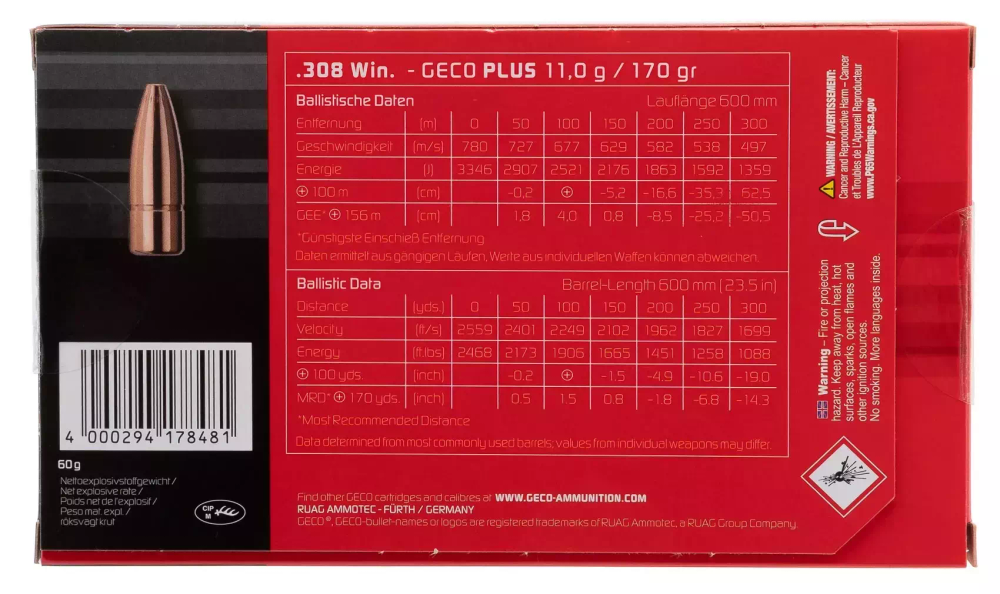 .308 Win. - GECO PLUS 11,0 g / 170 gr
Ballistische Daten Lauflänge 600 mm
Entfernung (m) 0 50 100 150 200 250 300
Geschwindigkeit (m/s) 780 727 677 629 582 538 497
Energie (J) 3346 2907 2521 2176 1863 1592 1359
⊕ 100 m (cm) -0,2 ⊕ -5,2 -16,6 -35,3 62,5
GEE* ⊕ 156 m (cm) 1,8 4,0 0,8 -8,5 -25,2 -50,5
*Günstigste Einschieß Entfernung
Daten ermittelt aus gängigen Läufen, Werte aus individuellen Waffen können abweichen.
Ballistic Data Barrel-Length 600 mm (23.5 in)
Distance (yds.) 0 50 100 150 200 250 300
Velocity (ft/s) 2559 2401 2249 2102 1962 1827 1699
Energy (ft.lbs) 2468 2173 1906 1665 1451 1258 1088
⊕ 100 yds. (inch) -0.2 ⊕ -1.5 -4.9 -10.6 -19.0
MRD* ⊕ 170 yds. (inch) 0.5 1.5 0.8 -1.8 -6.8 -14.3
*Most Recommended Distance
Data determined from most commonly used barrels; values from individual weapons may differ.
Find other GECO cartridges and calibres at WWW.GECO-AMMUNITION.COM
RUAG AMMOTEC - FÜRTH / GERMANY
GECO®, GECO-bullet-names or logos are registered trademarks of RUAG Ammotec, a RUAG Group Company
4 000294 178481
60 g
Nettoexplosivstoffgewicht /
Net explosive rate /
Poids net de l'explosif /
Peso mat. expl. /
röksvagt krut
CIP
M
WARNING / AVERTISSEMENT:
Cancer and Reproductive Harm – Cancer
et Troubles de L'Appareil Reproducteur
www.P65Warnings.ca.gov
Warning – Fire or projection
hazard. Keep away from heat, hot
surfaces, sparks, open flames and
other ignition sources.
No smoking. More languages inside.